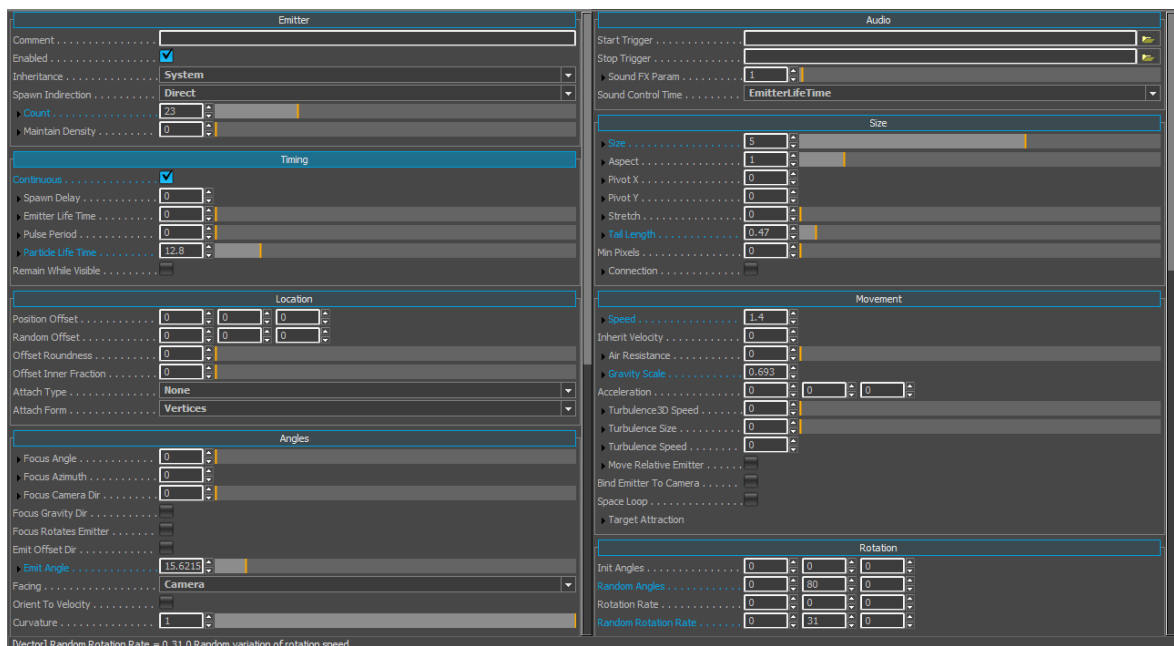 Emitter
Comment
Enabled
Inheritance System
Spawn Indirection Direct
Count 23
Maintain Density 0
Timing
Continuous
Spawn Delay 0
Emitter Life Time 0
Pulse Period 0
Particle Life Time 12.8
Remain While Visible
Location
Position Offset 0 0 0
Random Offset 0 0 0
Offset Roundness 0
Offset Inner Fraction 0
Attach Type None
Attach Form Vertices
Angles
Focus Angle 0
Focus Azimuth 0
Focus Camera Dir 0
Focus Gravity Dir
Focus Rotates Emitter
Emit Offset Dir
Emit Angle 15.6215
Facing Camera
Orient To Velocity
Curvature 1
Audio
Start Trigger
Stop Trigger
Sound FX Param 1
Sound Control Time EmitterLifeTime
Size
Size 5
Aspect 1
Pivot X 0
Pivot Y 0
Stretch 0
Tail Length 0.47
Min Pixels 0
Connection
Movement
Speed 1.4
Inherit Velocity 0
Air Resistance 0
Gravity Scale 0.693
Acceleration 0 0 0
Turbulence3D Speed 0
Turbulence Size 0
Turbulence Speed 0
Move Relative Emitter
Bind Emitter To Camera
Space Loop
Target Attraction
Rotation
Init Angles 0 0 0
Random Angles 0 80 0
Rotation Rate 0 0 0
Random Rotation Rate 0 31 0
[Vector] Random Rotation Rate = 0,31,0 Random variation of rotation speed